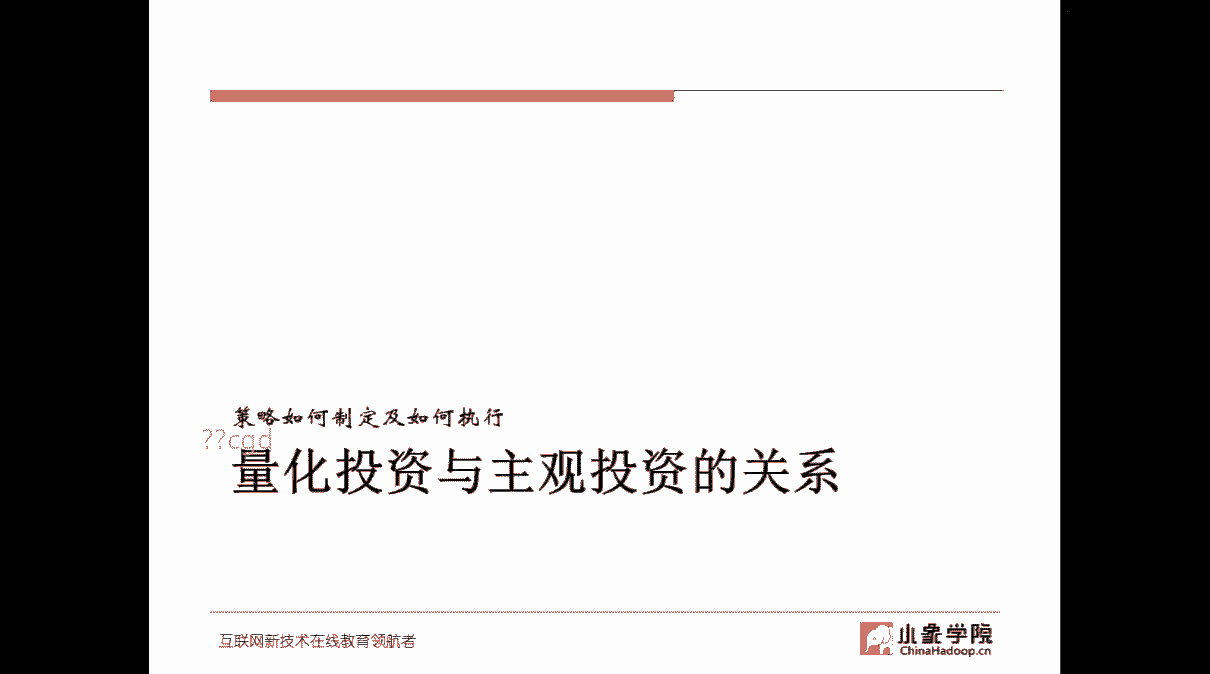 策略如何制定及如何执行
??cgd
量化投资与主观投资的关系
互联网新技术在线教育领航者
小象学院
ChinaHadoop.cn